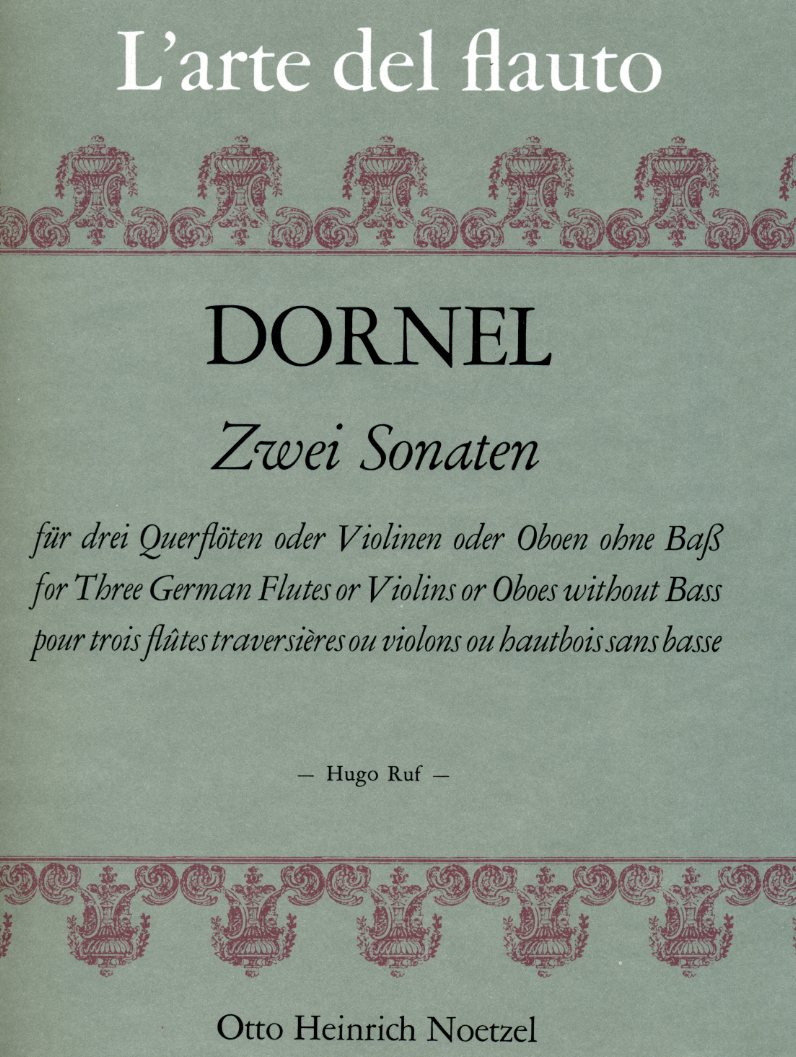 L'arte del flauto
DORNEL
Zwei Sonaten
für drei Querflöten oder Violinen oder Oboen ohne Baß
for Three German Flutes or Violins or Oboes without Bass
pour trois flûtes traversières ou violons ou hautbois sans basse
– Hugo Ruf –
Otto Heinrich Noetzel